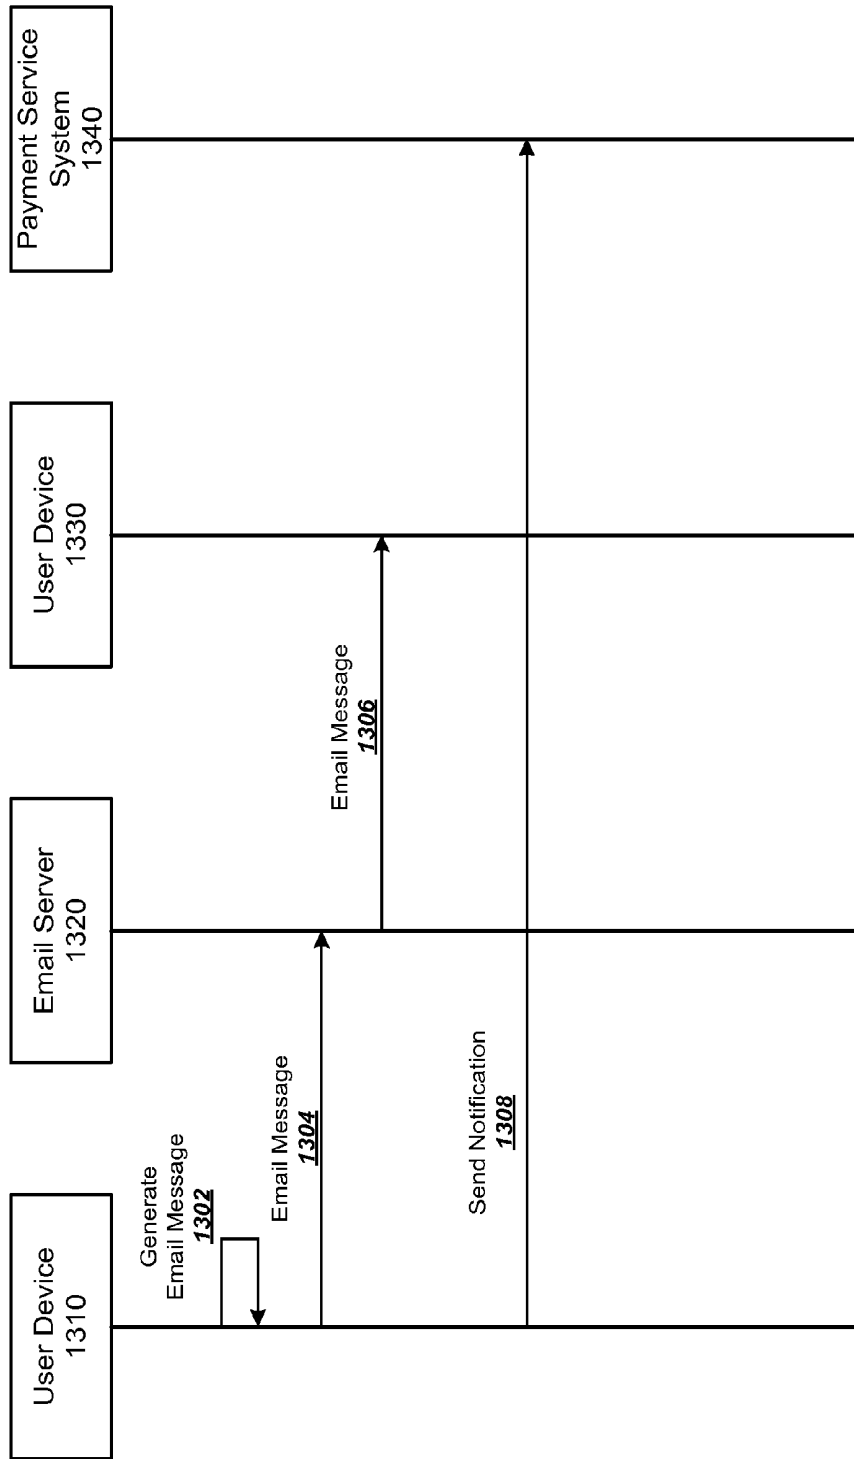 User Device
1310
Email Server
1320
User Device
1330
Payment Service
System
1340
Generate
Email Message
1302
Email Message
1304
Email Message
1306
Send Notification
1308